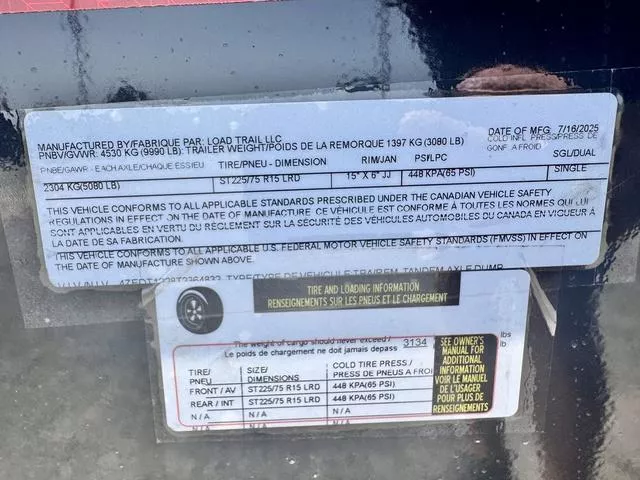 MANUFACTURED BY/FABRIQUE PAR: LOAD TRAIL LLC
DATE OF MFG. 7/16/2025
PNBV/GVWR: 4530 KG (9990 LB): TRAILER WEIGHT/POIDS DE LA REMORQUE 1397 KG (3080 LB)
COLD INFL. PRESS/PRESS DE GONF. A FROID
PNBE/GAWR - EACH AXLE/CHAQUE ESSIEU TIRE/PNEU - DIMENSION RIM/JAN PSI/LPC SGL/DUAL
2304 KG(5080 LB) ST225/75 R15 LRD 15" X 6" JJ 448 KPA(65 PSI) SINGLE
THIS VEHICLE CONFORMS TO ALL APPLICABLE STANDARDS PRESCRIBED UNDER THE CANADIAN VEHICLE SAFETY
REGULATIONS IN EFFECT ON THE DATE OF MANUFACTURE. CE VÉHICULE EST CONFORME À TOUTES LES NORMES QUI LUI
SONT APPLICABLES EN VERTU DU RÈGLEMENT SUR LA SÉCURITÉ DES VÉHICULES AUTOMOBILES DU CANADA EN VIGUEUR À
LA DATE DE SA FABRICATION.
THIS VEHICLE CONFORMS TO ALL APPLICABLE U.S. FEDERAL MOTOR VEHICLE SAFETY STANDARDS (FMVSS) IN EFFECT ON
THE DATE OF MANUFACTURE SHOWN ABOVE.
TANDEM AXLE DUMP
TIRE AND LOADING INFORMATION
RENSEIGNEMENTS SUR LES PNEUS ET LE CHARGEMENT
The weight of cargo should never exceed /
Le poids de chargement ne doit jamais depass 3134 lbs
lb
TIRE/ PNEU SIZE/ DIMENSIONS COLD TIRE PRESS / PRESS DE PNEUS A FROI
FRONT / AV ST225/75 R15 LRD 448 KPA(65 PSI)
REAR / INT ST225/75 R15 LRD 448 KPA(65 PSI)
N / A N / A N / A
N / A N / A N / A
SEE OWNER'S
MANUAL FOR
ADDITIONAL
INFORMATION
VOIR LE MANUEL
DE L'USAGER
POUR PLUS DE
RENSEIGNEMENTS